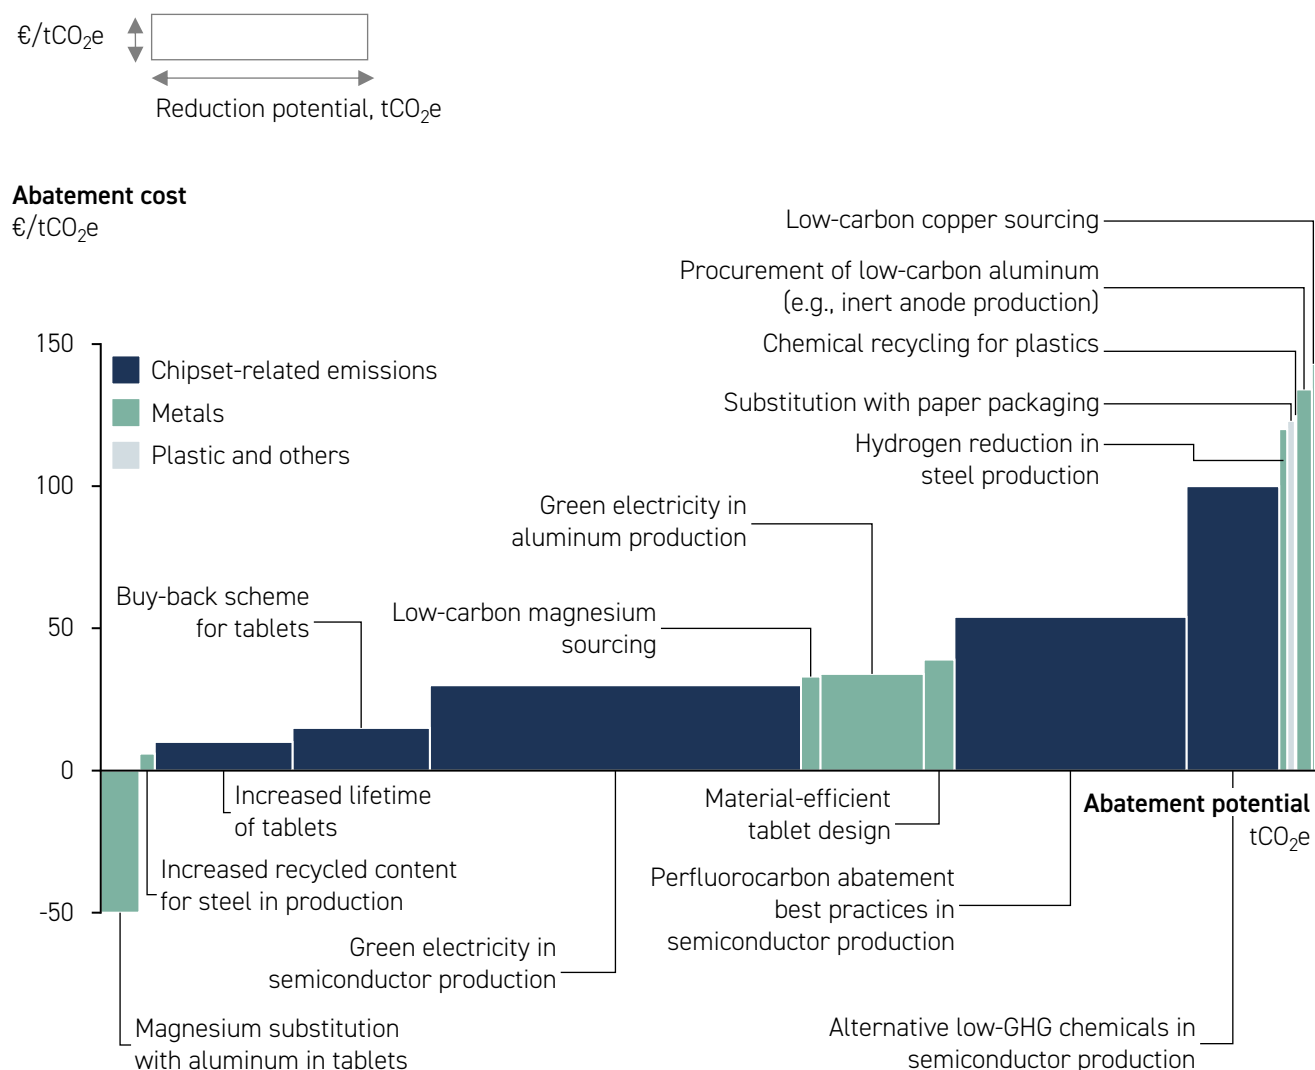 €/tCO₂e
Reduction potential, tCO₂e
Abatement cost
€/tCO₂e
Low-carbon copper sourcing
Procurement of low-carbon aluminum
(e.g., inert anode production)
Chemical recycling for plastics
Substitution with paper packaging
Hydrogen reduction in
steel production
150
100
50
0
-50
Chipset-related emissions
Metals
Plastic and others
Green electricity in
aluminum production
Buy-back scheme
for tablets
Low-carbon magnesium
sourcing
Increased lifetime
of tablets
Increased recycled content
for steel in production
Green electricity in
semiconductor production
Magnesium substitution
with aluminum in tablets
Material-efficient
tablet design
Abatement potential
tCO₂e
Perfluorocarbon abatement
best practices in
semiconductor production
Alternative low-GHG chemicals in
semiconductor production